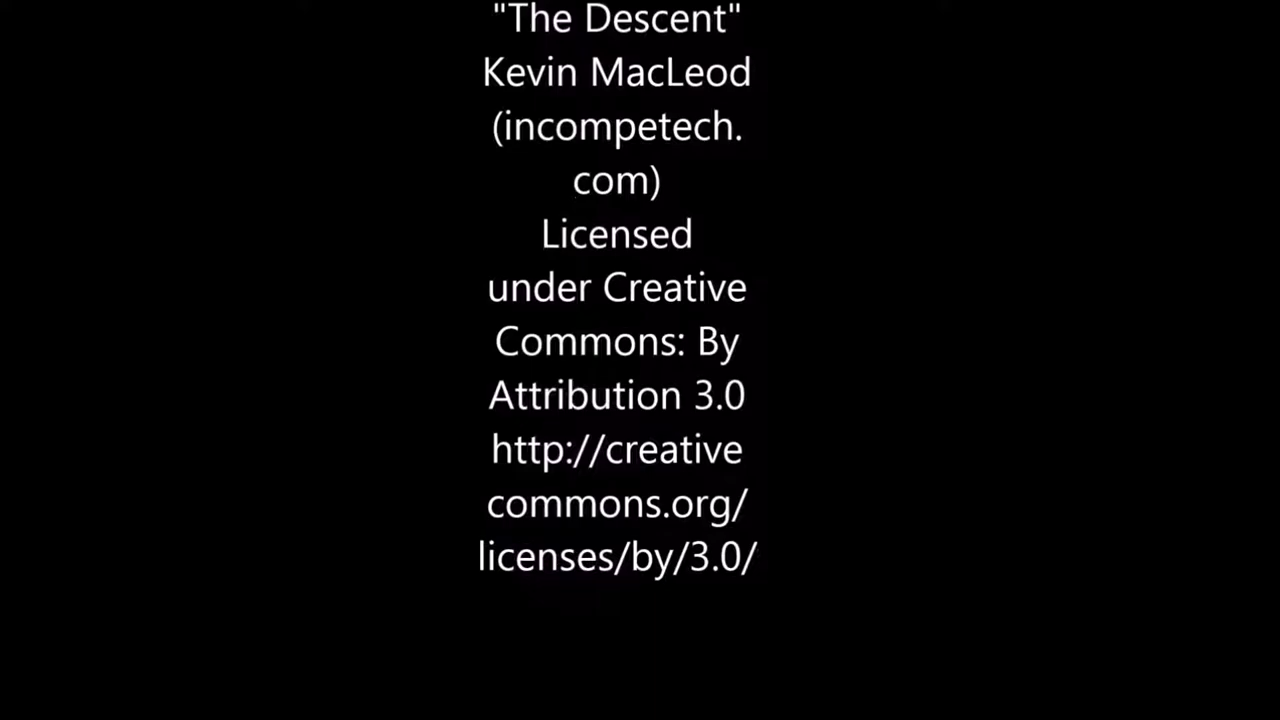 "The Descent"
Kevin MacLeod
(incompetech.
com)
Licensed
under Creative
Commons: By
Attribution 3.0
http://creative
commons.org/
licenses/by/3.0/